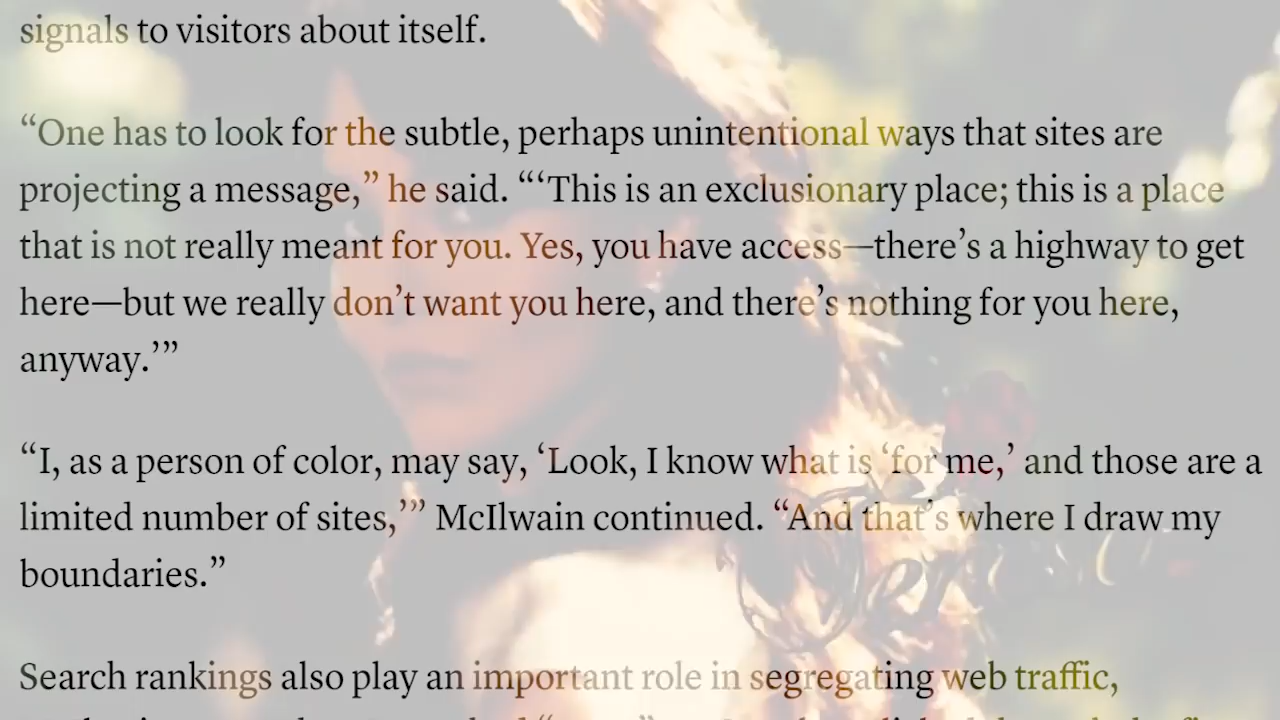 signals to visitors about itself.
“One has to look for the subtle, perhaps unintentional ways that sites are
projecting a message,” he said. “‘This is an exclusionary place; this is a place
that is not really meant for you. Yes, you have access—there’s a highway to get
here—but we really don’t want you here, and there’s nothing for you here,
anyway.’”
“I, as a person of color, may say, ‘Look, I know what is ‘for me,’ and those are a
limited number of sites,’” McIlwain continued. “And that’s where I draw my
boundaries.”
Search rankings also play an important role in segregating web traffic,